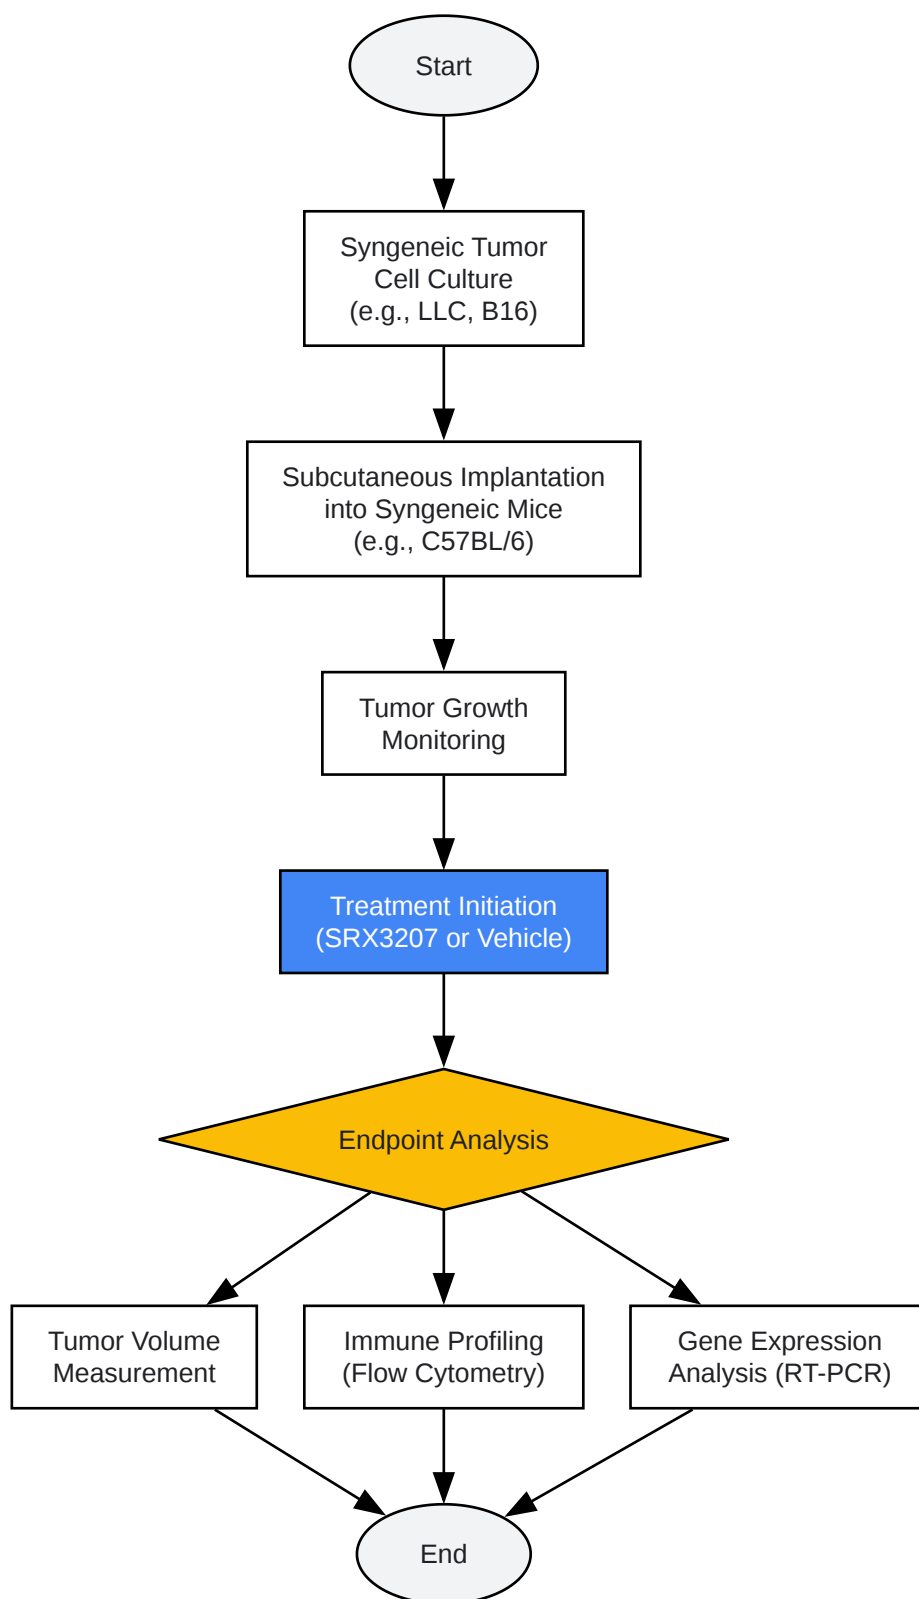 Start
Syngeneic Tumor
Cell Culture
(e.g., LLC, B16)
Subcutaneous Implantation
into Syngeneic Mice
(e.g., C57BL/6)
Tumor Growth
Monitoring
Treatment Initiation
(SRX3207 or Vehicle)
Endpoint Analysis
Tumor Volume
Measurement
Immune Profiling
(Flow Cytometry)
Gene Expression
Analysis (RT-PCR)
End